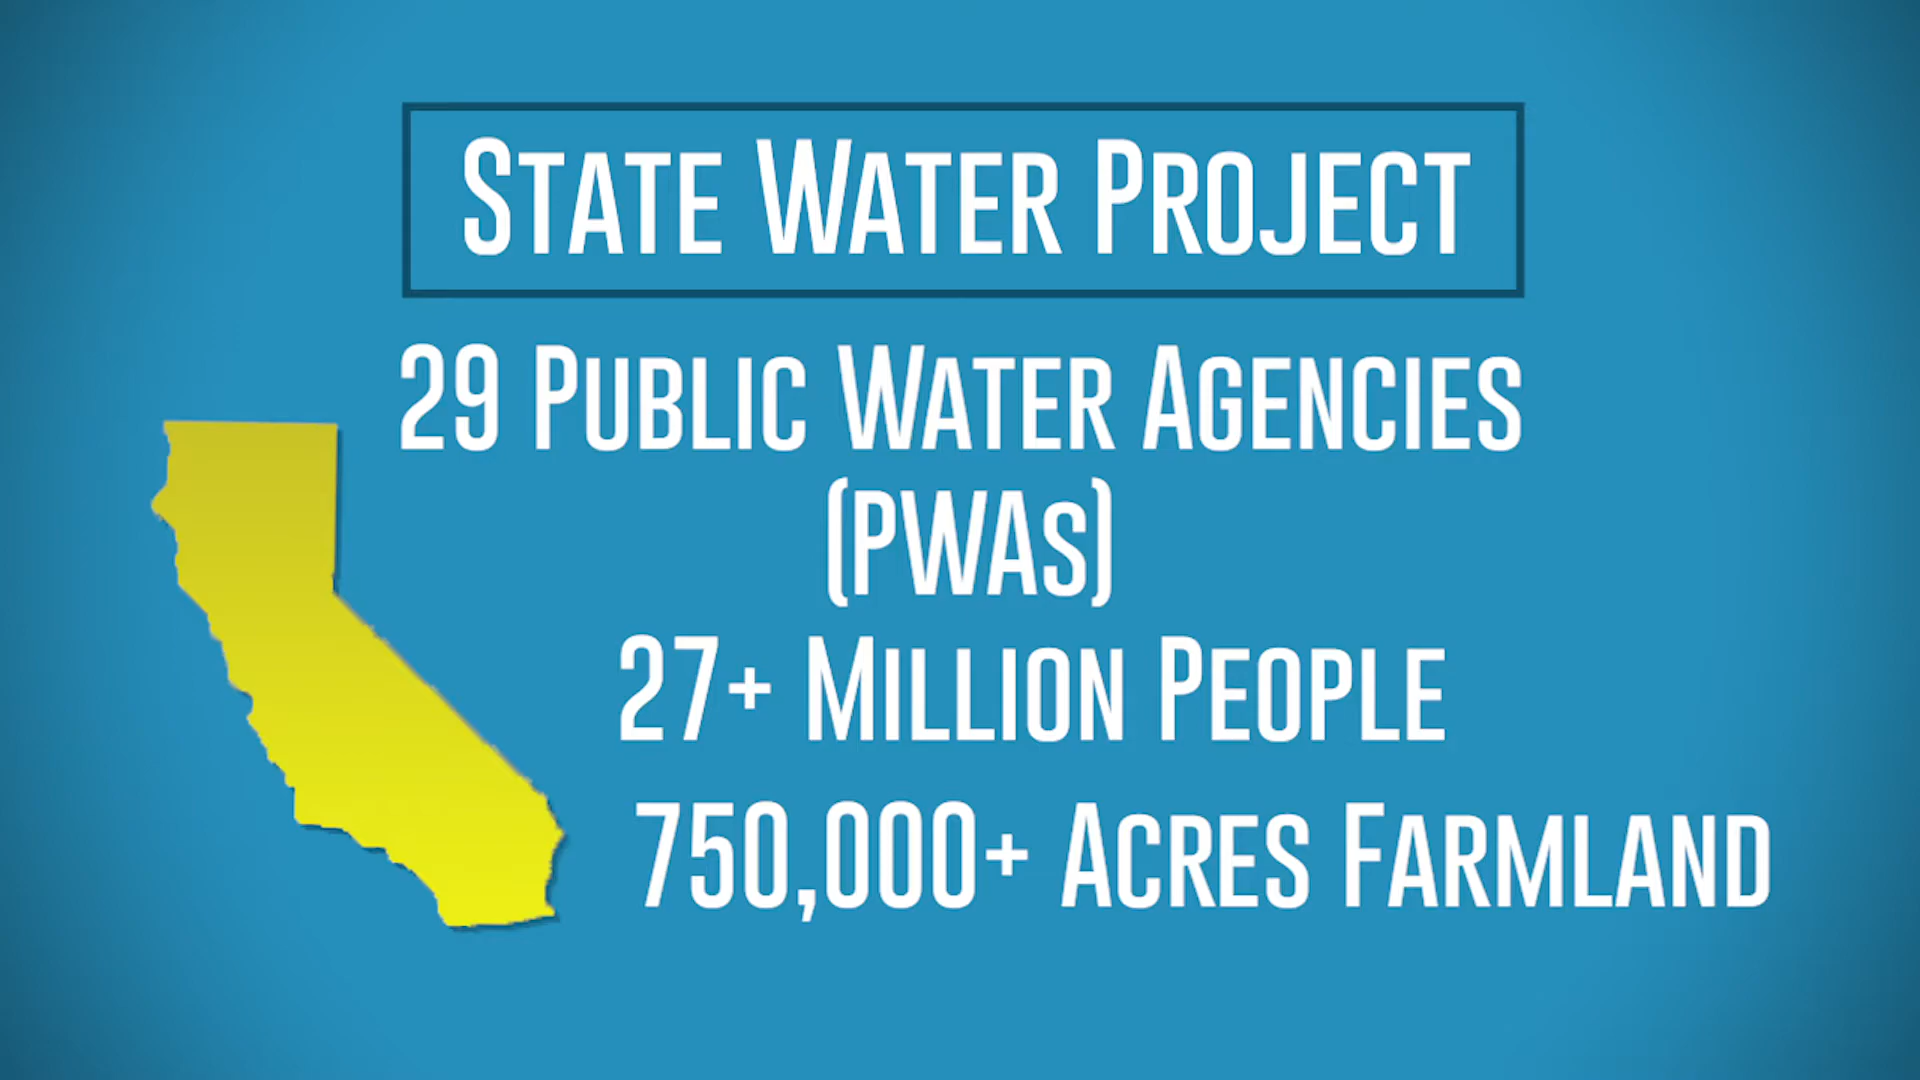 State Water Project
29 Public Water Agencies
(PWAs)
27+ Million People
750,000+ Acres Farmland